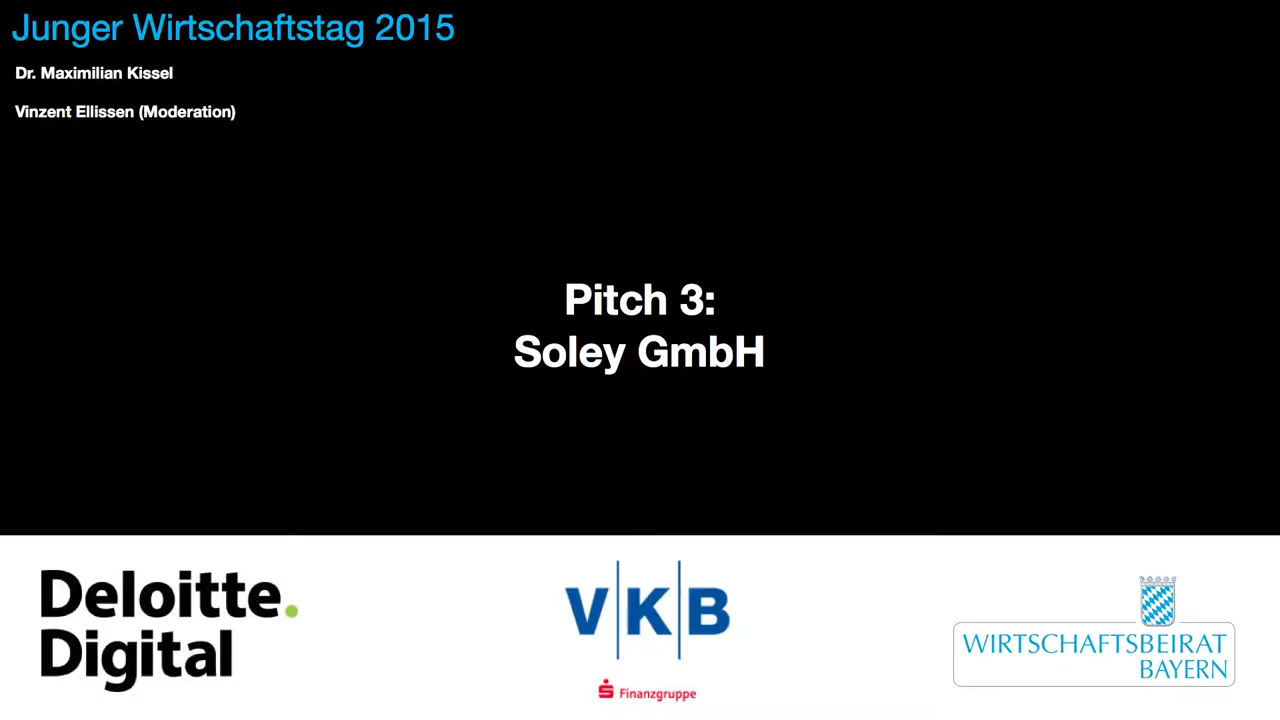 Junger Wirtschaftstag 2015
Dr. Maximilian Kissel
Vinzent Ellissen (Moderation)
Pitch 3:
Soley GmbH
Deloitte.
Digital
VKB
Finanzgruppe
WIRTSCHAFTSBEIRAT
BAYERN